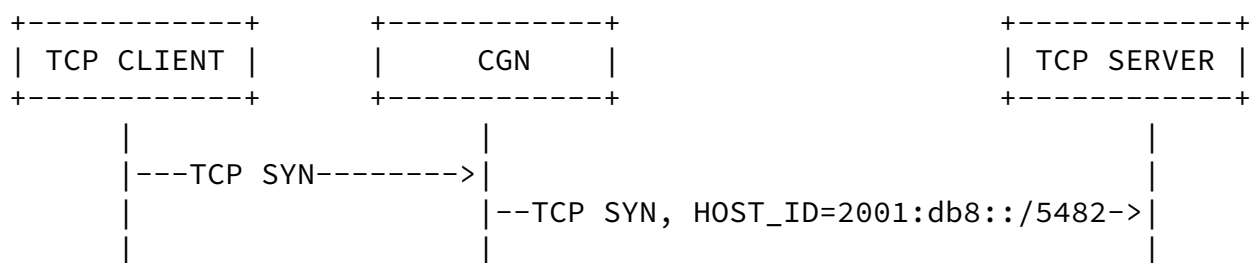 TCP CLIENT CGN TCP SERVER
TCP SYN
TCP SYN, HOST_ID=2001:db8::/5482